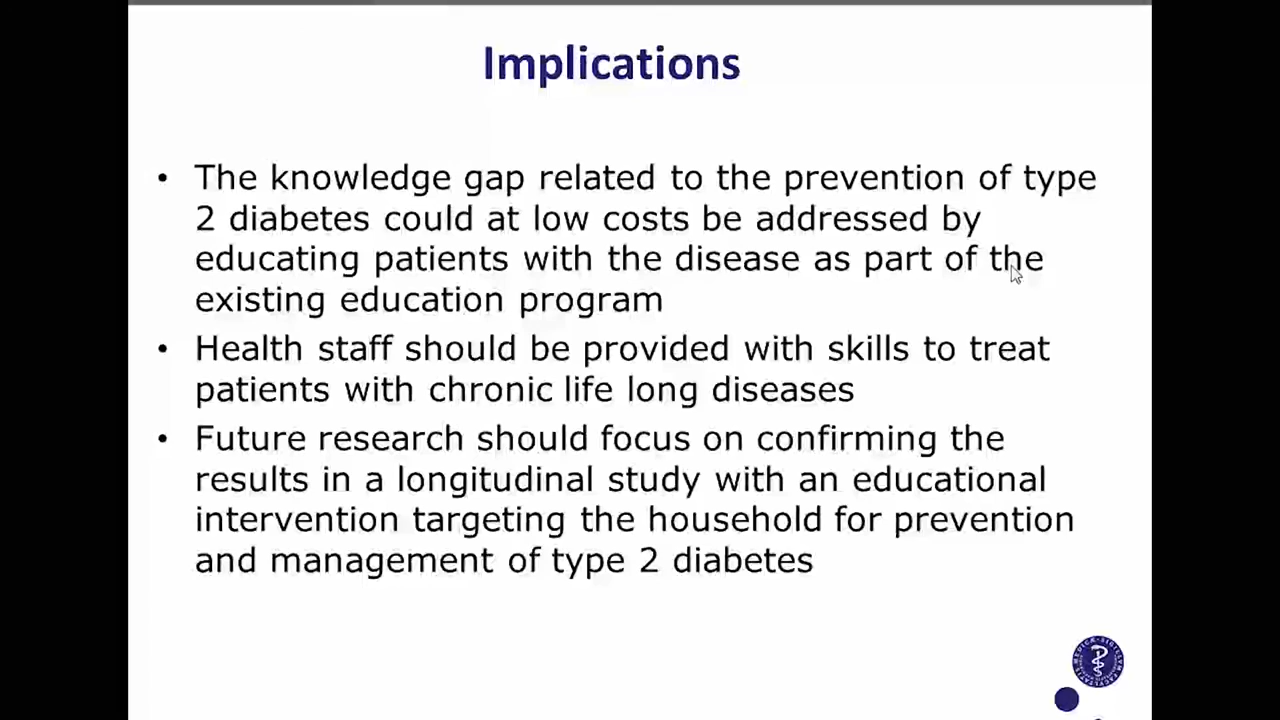 Implications
• The knowledge gap related to the prevention of type
2 diabetes could at low costs be addressed by
educating patients with the disease as part of the
existing education program
• Health staff should be provided with skills to treat
patients with chronic life long diseases
• Future research should focus on confirming the
results in a longitudinal study with an educational
intervention targeting the household for prevention
and management of type 2 diabetes